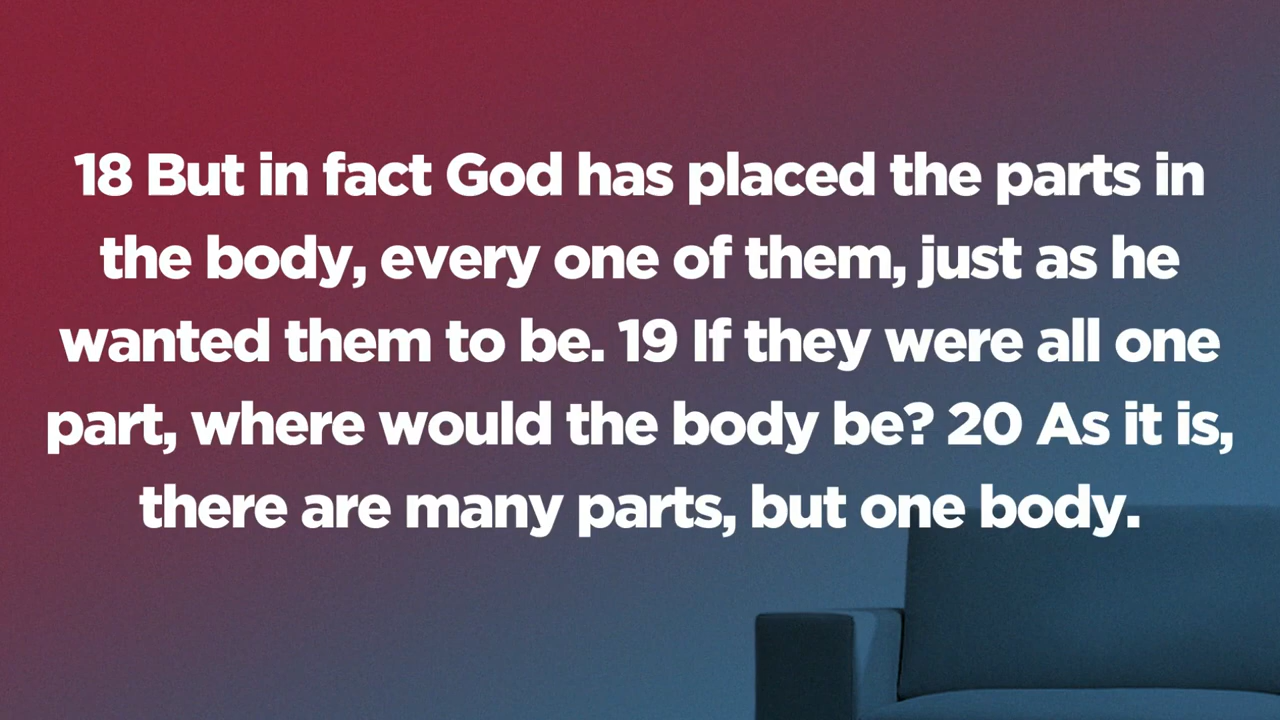 18 But in fact God has placed the parts in
the body, every one of them, just as he
wanted them to be. 19 If they were all one
part, where would the body be? 20 As it is,
there are many parts, but one body.